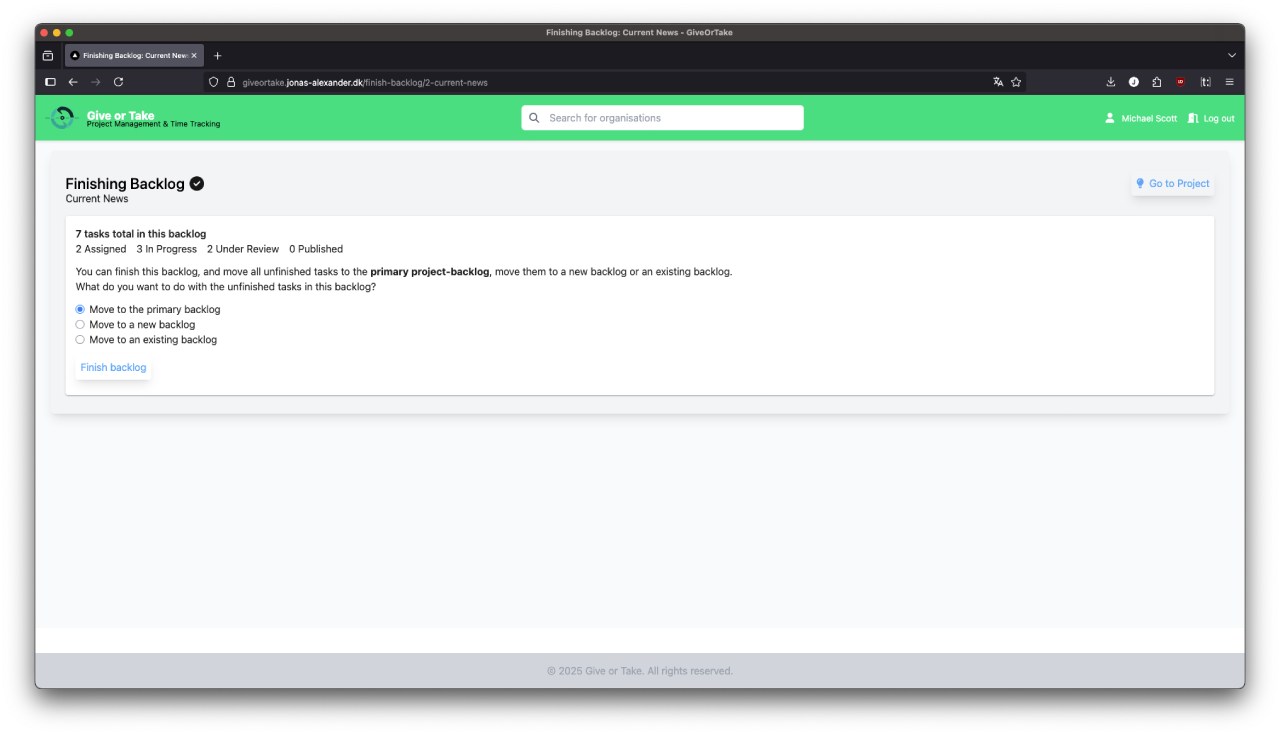 Finishing Backlog: Current News - GiveOrTake
Finishing Backlog: Current New
giveortake.jonas-alexander.dk/finish-backlog/2-current-news
Give or Take
Project Management & Time Tracking
Search for organisations
Michael Scott
Log out
Finishing Backlog
Current News
Go to Project
7 tasks total in this backlog
2 Assigned 3 In Progress 2 Under Review 0 Published
You can finish this backlog, and move all unfinished tasks to the primary project-backlog, move them to a new backlog or an existing backlog.
What do you want to do with the unfinished tasks in this backlog?
Move to the primary backlog
Move to a new backlog
Move to an existing backlog
Finish backlog
© 2025 Give or Take. All rights reserved.